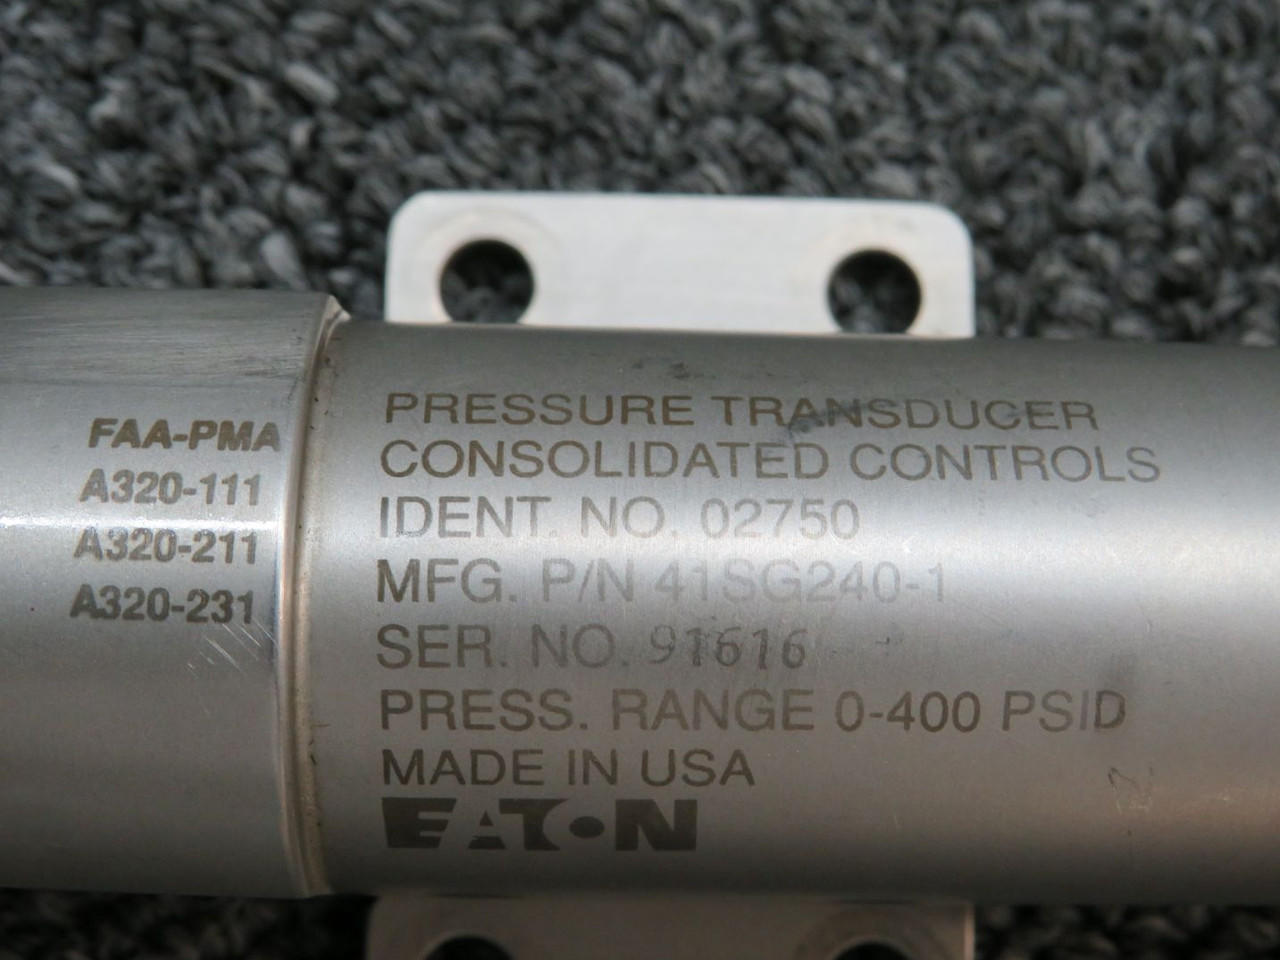 FAA-PMA
A320-111
A320-211
A320-231
PRESSURE TRANSDUCER
CONSOLIDATED CONTROLS
IDENT. NO. 02750
MFG. P/N 41SG240-1
SER. NO. 91616
PRESS. RANGE 0-400 PSID
MADE IN USA
EATON